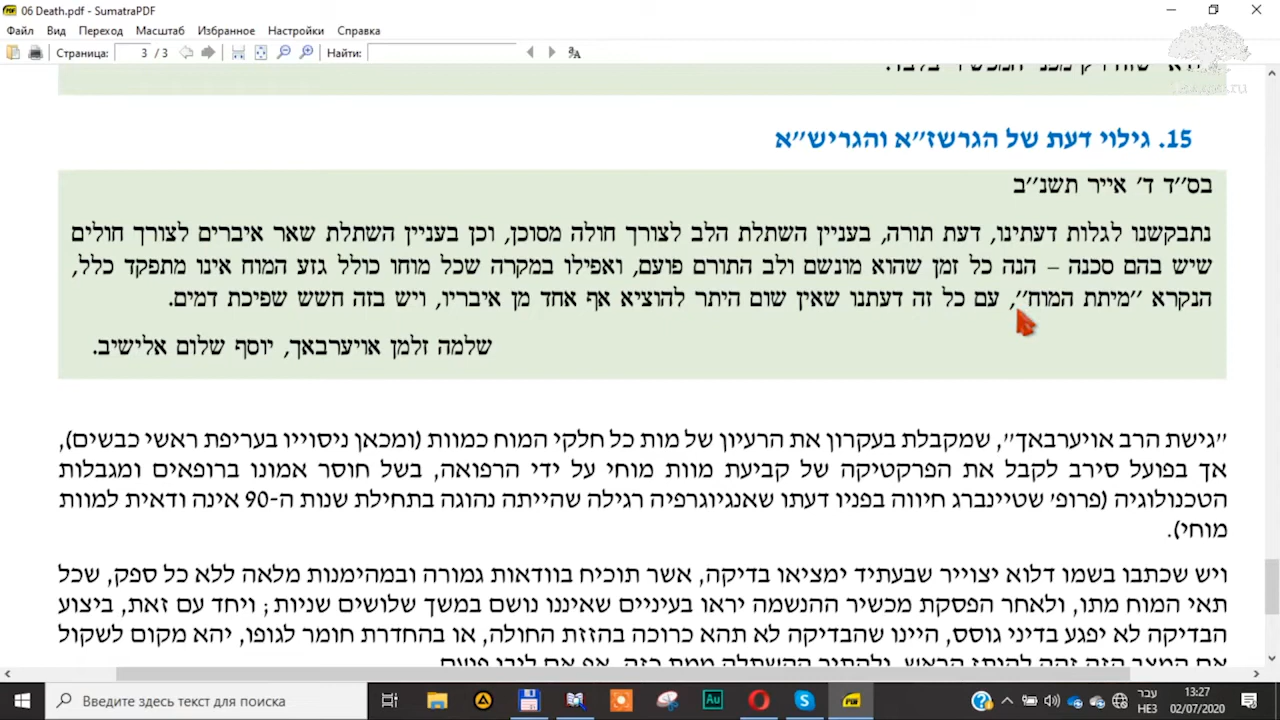 06 Death.pdf - SumatraPDF
Файл Вид Переход Масштаб Избранное Настройки Справка
Страница: 3 / 3 Найти:
15. גילוי דעת של הגרשז״א והגריש״א
בס״ד ד׳ אייר תשנ״ב
נתבקשנו לגלות דעתינו, דעת תורה, בעניין השתלת הלב לצורך חולה מסוכן, וכן בעניין השתלת שאר איברים לצורך חולים
שיש בהם סכנה – הנה כל זמן שהוא מונשם ולב התורם פועם, ואפילו במקרה שכל מוחו כולל גזע המוח אינו מתפקד כלל,
הנקרא ״מיתת המוח״, עם כל זה דעתנו שאין שום היתר להוציא אף אחד מן איבריו, ויש בזה חשש שפיכת דמים.
שלמה זלמן אויערבאך, יוסף שלום אלישיב.
״גישת הרב אויערבאך״, שמקבלת בעקרון את הרעיון של מות כל חלקי המוח כמוות (ומכאן ניסוייו בעריפת ראשי כבשים),
אך בפועל סירב לקבל את הפרקטיקה של קביעת מוות מוחי על ידי הרפואה, בשל חוסר אמונו ברופאים ומגבלות
הטכנולוגיה (פרופ׳ שטיינברג חיווה בפניו דעתו שאנגיוגרפיה רגילה שהייתה נהוגה בתחילת שנות ה-90 אינה ודאית למוות
מוחי).
ויש שכתבו בשמו דלוא יצוייר שבעתיד ימציאו בדיקה, אשר תוכיח בוודאות גמורה ובמהימנות מלאה ללא כל ספק, שכל
תאי המוח מתו, ולאחר הפסקת מכשיר ההנשמה יראו בעיניים שאיננו נושם במשך שלושים שניות; ויחד עם זאת, ביצוע
הבדיקה לא יפגע בדיני גוסס, היינו שהבדיקה לא תהא כרוכה בהזזת החולה, או בהחדרת חומר לגופו, יהא מקום לשקול
Введите здесь текст для поиска
עבר 13:27
НЕЗ 02/07/2020